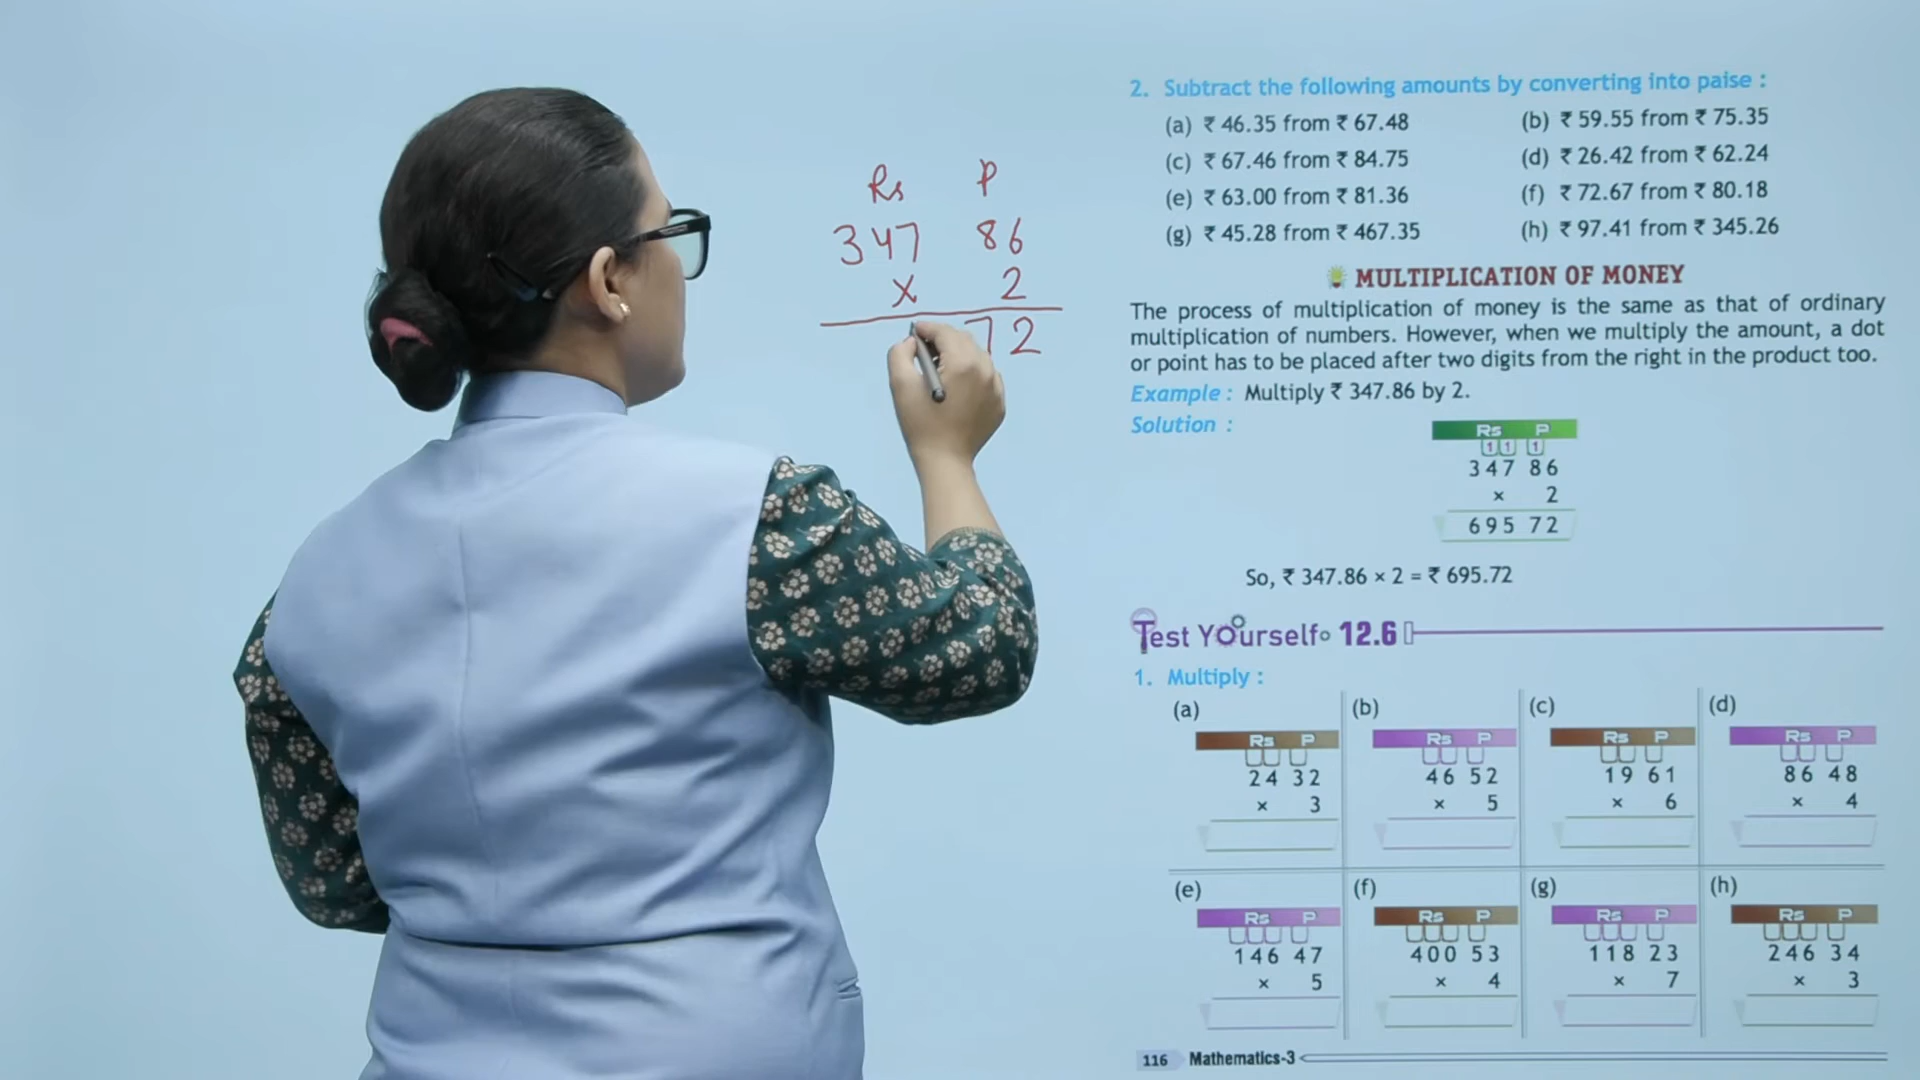 Rs P
347 86
x 2
72
2. Subtract the following amounts by converting into paise :
(a) ₹ 46.35 from ₹ 67.48 (b) ₹ 59.55 from ₹ 75.35
(c) ₹ 67.46 from ₹ 84.75 (d) ₹ 26.42 from ₹ 62.24
(e) ₹ 63.00 from ₹ 81.36 (f) ₹ 72.67 from ₹ 80.18
(g) ₹ 45.28 from ₹ 467.35 (h) ₹ 97.41 from ₹ 345.26
MULTIPLICATION OF MONEY
The process of multiplication of money is the same as that of ordinary
multiplication of numbers. However, when we multiply the amount, a dot
or point has to be placed after two digits from the right in the product too.
Example : Multiply ₹ 347.86 by 2.
Solution :
Rs P
1 1 1
347 86
× 2
695 72
So, ₹ 347.86 × 2 = ₹ 695.72
Test Yourself 12.6
1. Multiply :
(a) (b) (c) (d)
Rs P Rs P Rs P Rs P
24 32 46 52 19 61 86 48
× 3 × 5 × 6 × 4
(e) (f) (g) (h)
Rs P Rs P Rs P Rs P
146 47 400 53 118 23 246 34
× 5 × 4 × 7 × 3
116 Mathematics-3